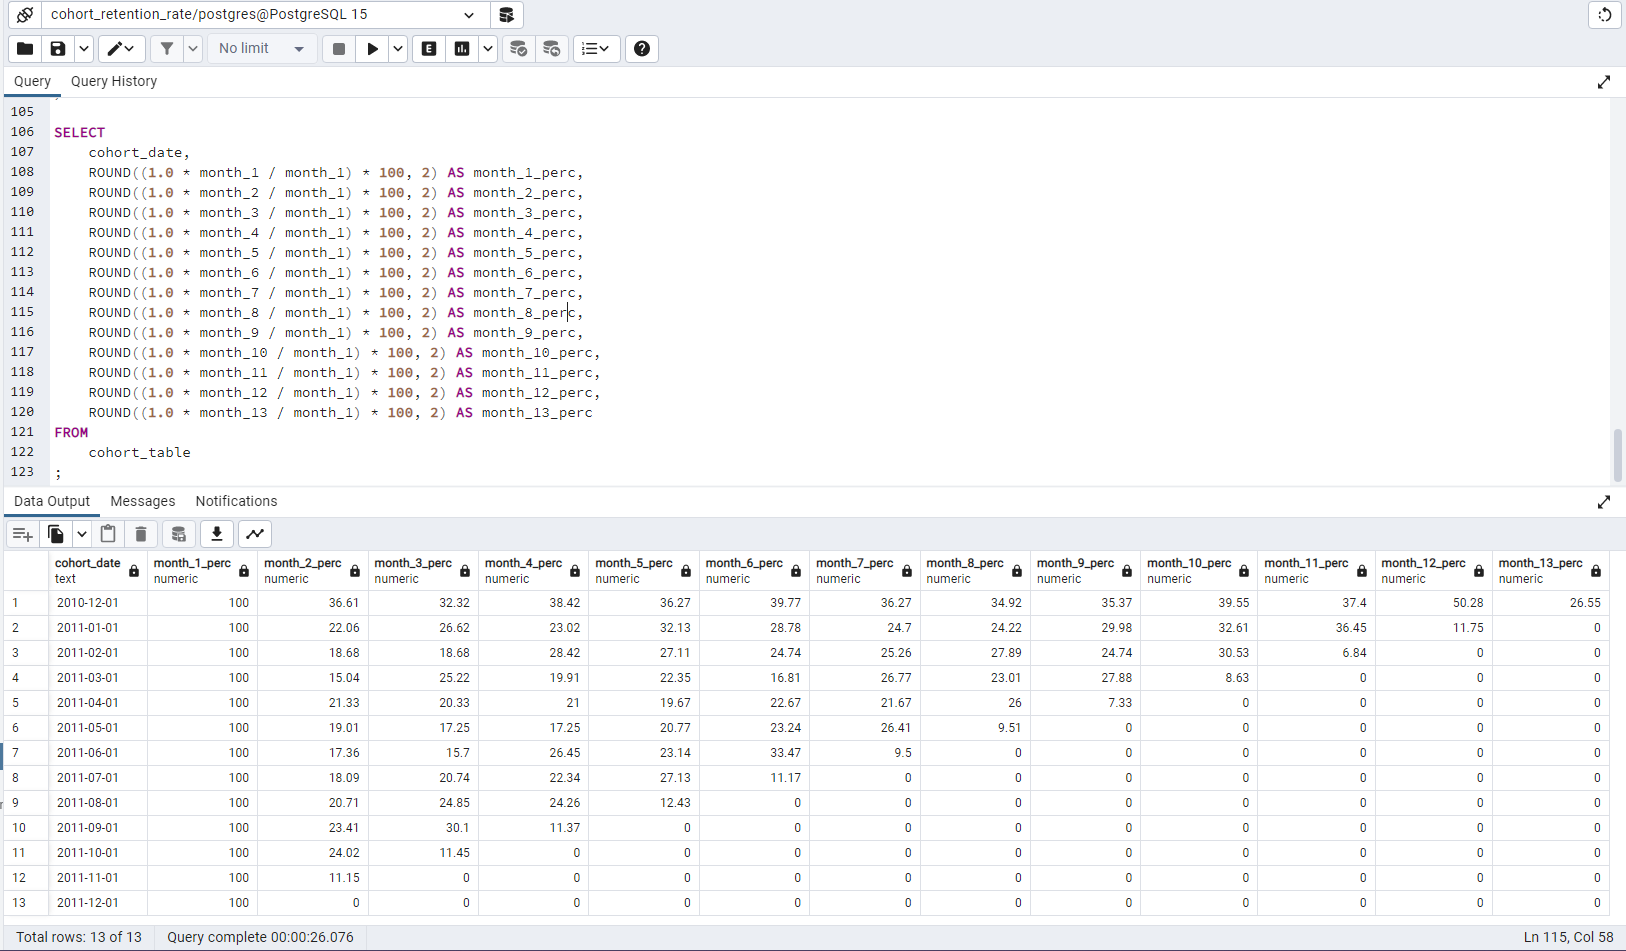 cohort_retention_rate/postgres@PostgreSQL 15
No limit
E
Query Query History
105
106 SELECT
107 cohort_date,
108 ROUND((1.0 * month_1 / month_1) * 100, 2) AS month_1_perc,
109 ROUND((1.0 * month_2 / month_1) * 100, 2) AS month_2_perc,
110 ROUND((1.0 * month_3 / month_1) * 100, 2) AS month_3_perc,
111 ROUND((1.0 * month_4 / month_1) * 100, 2) AS month_4_perc,
112 ROUND((1.0 * month_5 / month_1) * 100, 2) AS month_5_perc,
113 ROUND((1.0 * month_6 / month_1) * 100, 2) AS month_6_perc,
114 ROUND((1.0 * month_7 / month_1) * 100, 2) AS month_7_perc,
115 ROUND((1.0 * month_8 / month_1) * 100, 2) AS month_8_perc,
116 ROUND((1.0 * month_9 / month_1) * 100, 2) AS month_9_perc,
117 ROUND((1.0 * month_10 / month_1) * 100, 2) AS month_10_perc,
118 ROUND((1.0 * month_11 / month_1) * 100, 2) AS month_11_perc,
119 ROUND((1.0 * month_12 / month_1) * 100, 2) AS month_12_perc,
120 ROUND((1.0 * month_13 / month_1) * 100, 2) AS month_13_perc
121 FROM
122 cohort_table
123 ;
Data Output Messages Notifications
cohort_date month_1_perc month_2_perc month_3_perc month_4_perc month_5_perc month_6_perc month_7_perc month_8_perc month_9_perc month_10_perc month_11_perc month_12_perc month_13_perc
text numeric numeric numeric numeric numeric numeric numeric numeric numeric numeric numeric numeric numeric
1 2010-12-01 100 36.61 32.32 38.42 36.27 39.77 36.27 34.92 35.37 39.55 37.4 50.28 26.55
2 2011-01-01 100 22.06 26.62 23.02 32.13 28.78 24.7 24.22 29.98 32.61 36.45 11.75 0
3 2011-02-01 100 18.68 18.68 28.42 27.11 24.74 25.26 27.89 24.74 30.53 6.84 0 0
4 2011-03-01 100 15.04 25.22 19.91 22.35 16.81 26.77 23.01 27.88 8.63 0 0 0
5 2011-04-01 100 21.33 20.33 21 19.67 22.67 21.67 26 7.33 0 0 0 0
6 2011-05-01 100 19.01 17.25 17.25 20.77 23.24 26.41 9.51 0 0 0 0 0
7 2011-06-01 100 17.36 15.7 26.45 23.14 33.47 9.5 0 0 0 0 0 0
8 2011-07-01 100 18.09 20.74 22.34 27.13 11.17 0 0 0 0 0 0 0
9 2011-08-01 100 20.71 24.85 24.26 12.43 0 0 0 0 0 0 0 0
10 2011-09-01 100 23.41 30.1 11.37 0 0 0 0 0 0 0 0 0
11 2011-10-01 100 24.02 11.45 0 0 0 0 0 0 0 0 0 0
12 2011-11-01 100 11.15 0 0 0 0 0 0 0 0 0 0 0
13 2011-12-01 100 0 0 0 0 0 0 0 0 0 0 0 0
Total rows: 13 of 13 Query complete 00:00:26.076 Ln 115, Col 58